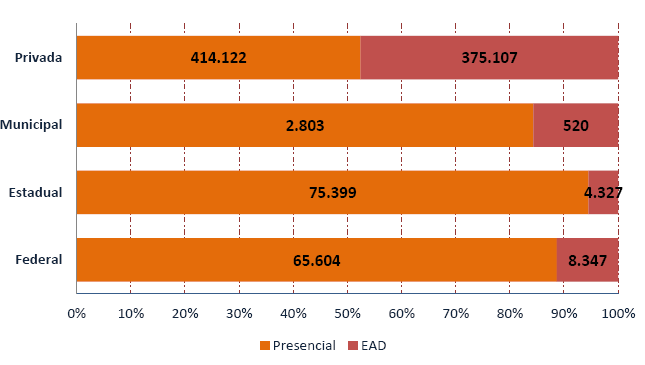 Privada 414.122 375.107
Municipal 2.803 520
Estadual 75.399 4.327
Federal 65.604 8.347
0% 10% 20% 30% 40% 50% 60% 70% 80% 90% 100%
Presencial EAD